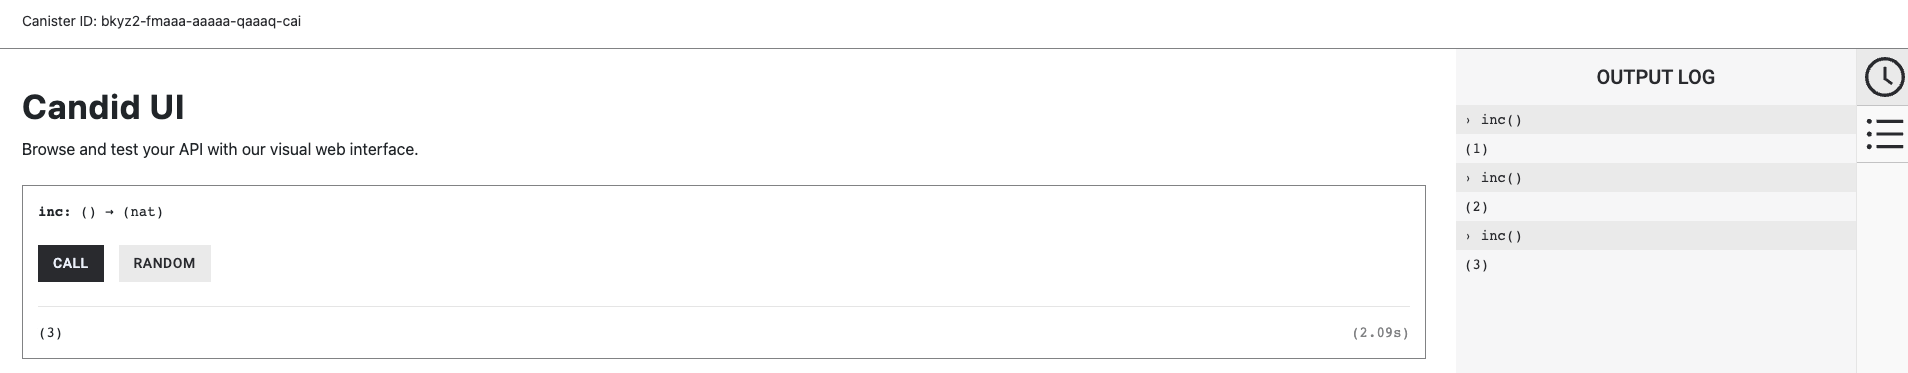 Canister ID: bkyz2-fmaaa-aaaaa-qaaaq-cai
Candid UI
Browse and test your API with our visual web interface.
inc: () → (nat)
CALL
RANDOM
(3)
(2.09s)
OUTPUT LOG
› inc()
(1)
› inc()
(2)
› inc()
(3)